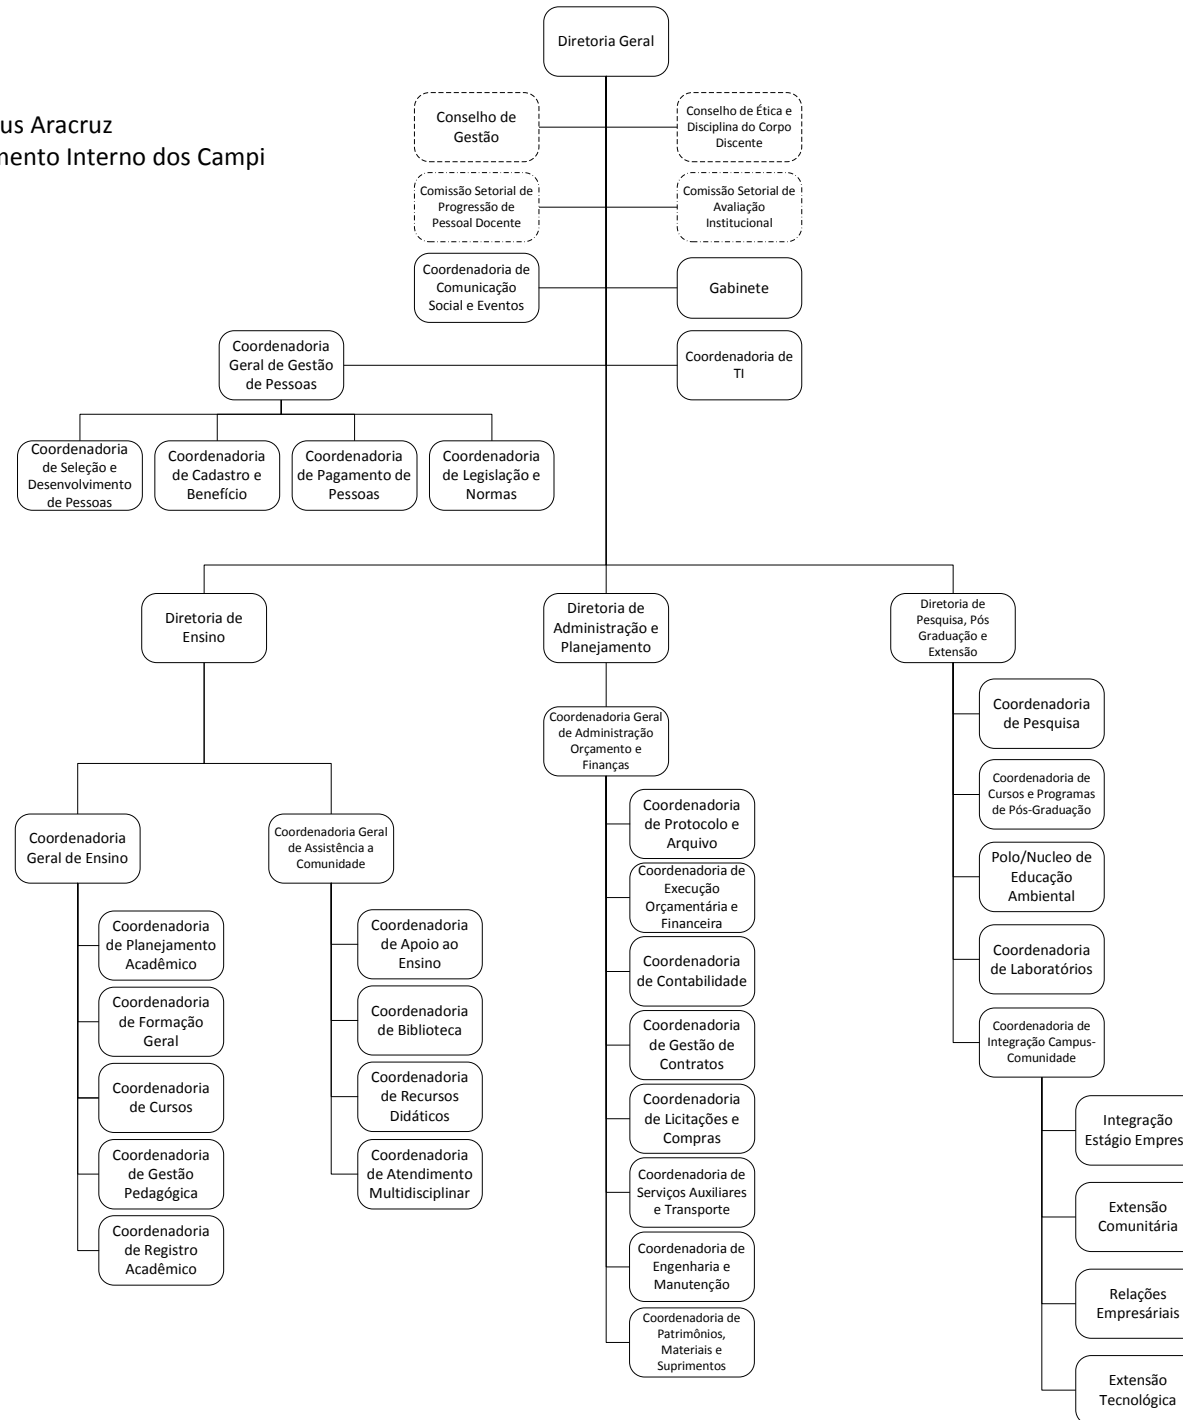 Diretoria Geral
us Aracruz
mento Interno dos Campi
Conselho de
Gestão
Conselho de Ética e
Disciplina do Corpo
Discente
Comissão Setorial de
Progressão de
Pessoal Docente
Comissão Setorial de
Avaliação
Institucional
Coordenadoria de
Comunicação
Social e Eventos
Gabinete
Coordenadoria
Geral de Gestão
de Pessoas
Coordenadoria de
TI
Coordenadoria
de Seleção e
Desenvolvimento
de Pessoas
Coordenadoria
de Cadastro e
Benefício
Coordenadoria
de Pagamento de
Pessoas
Coordenadoria
de Legislação e
Normas
Diretoria de
Ensino
Diretoria de
Administração e
Planejamento
Diretoria de
Pesquisa, Pós
Graduação e
Extensão
Coordenadoria Geral
de Administração
Orçamento e
Finanças
Coordenadoria
Geral de Ensino
Coordenadoria Geral
de Assistência a
Comunidade
Coordenadoria
de Planejamento
Acadêmico
Coordenadoria
de Formação
Geral
Coordenadoria
de Cursos
Coordenadoria
de Gestão
Pedagógica
Coordenadoria
de Registro
Acadêmico
Coordenadoria
de Apoio ao
Ensino
Coordenadoria
de Biblioteca
Coordenadoria
de Recursos
Didáticos
Coordenadoria
de Atendimento
Multidisciplinar
Coordenadoria
de Protocolo e
Arquivo
Coordenadoria de
Execução
Orçamentária e
Financeira
Coordenadoria
de Contabilidade
Coordenadoria
de Gestão de
Contratos
Coordenadoria
de Licitações e
Compras
Coordenadoria de
Serviços Auxiliares
e Transporte
Coordenadoria de
Engenharia e
Manutenção
Coordenadoria de
Patrimônios,
Materiais e
Suprimentos
Coordenadoria
de Pesquisa
Coordenadoria de
Cursos e Programas
de Pós-Graduação
Polo/Nucleo de
Educação
Ambiental
Coordenadoria
de Laboratórios
Coordenadoria de
Integração Campus-
Comunidade
Integração
Estágio Empres
Extensão
Comunitária
Relações
Empresáriais
Extensão
Tecnológica